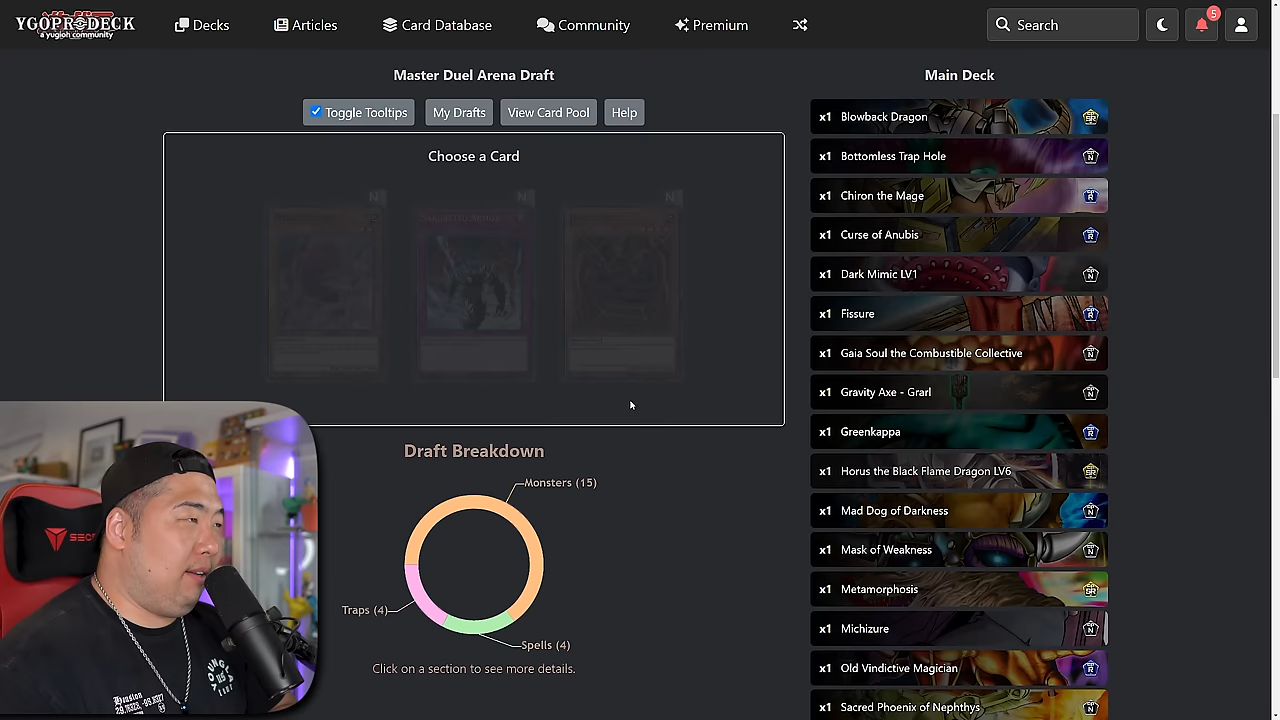 YGOPRODECK
a yugioh community
Decks
Articles
Card Database
Community
Premium
Search
5
Master Duel Arena Draft
Toggle Tooltips
My Drafts
View Card Pool
Help
Choose a Card
N
N
N
Draft Breakdown
Monsters (15)
Traps (4)
Spells (4)
Click on a section to see more details.
Main Deck
x1 Blowback Dragon SR
x1 Bottomless Trap Hole N
x1 Chiron the Mage R
x1 Curse of Anubis R
x1 Dark Mimic LV1 N
x1 Fissure R
x1 Gaia Soul the Combustible Collective N
x1 Gravity Axe - Grarl N
x1 Greenkappa R
x1 Horus the Black Flame Dragon LV6 SR
x1 Mad Dog of Darkness N
x1 Mask of Weakness N
x1 Metamorphosis SR
x1 Michizure N
x1 Old Vindictive Magician R
x1 Sacred Phoenix of Nephthys N